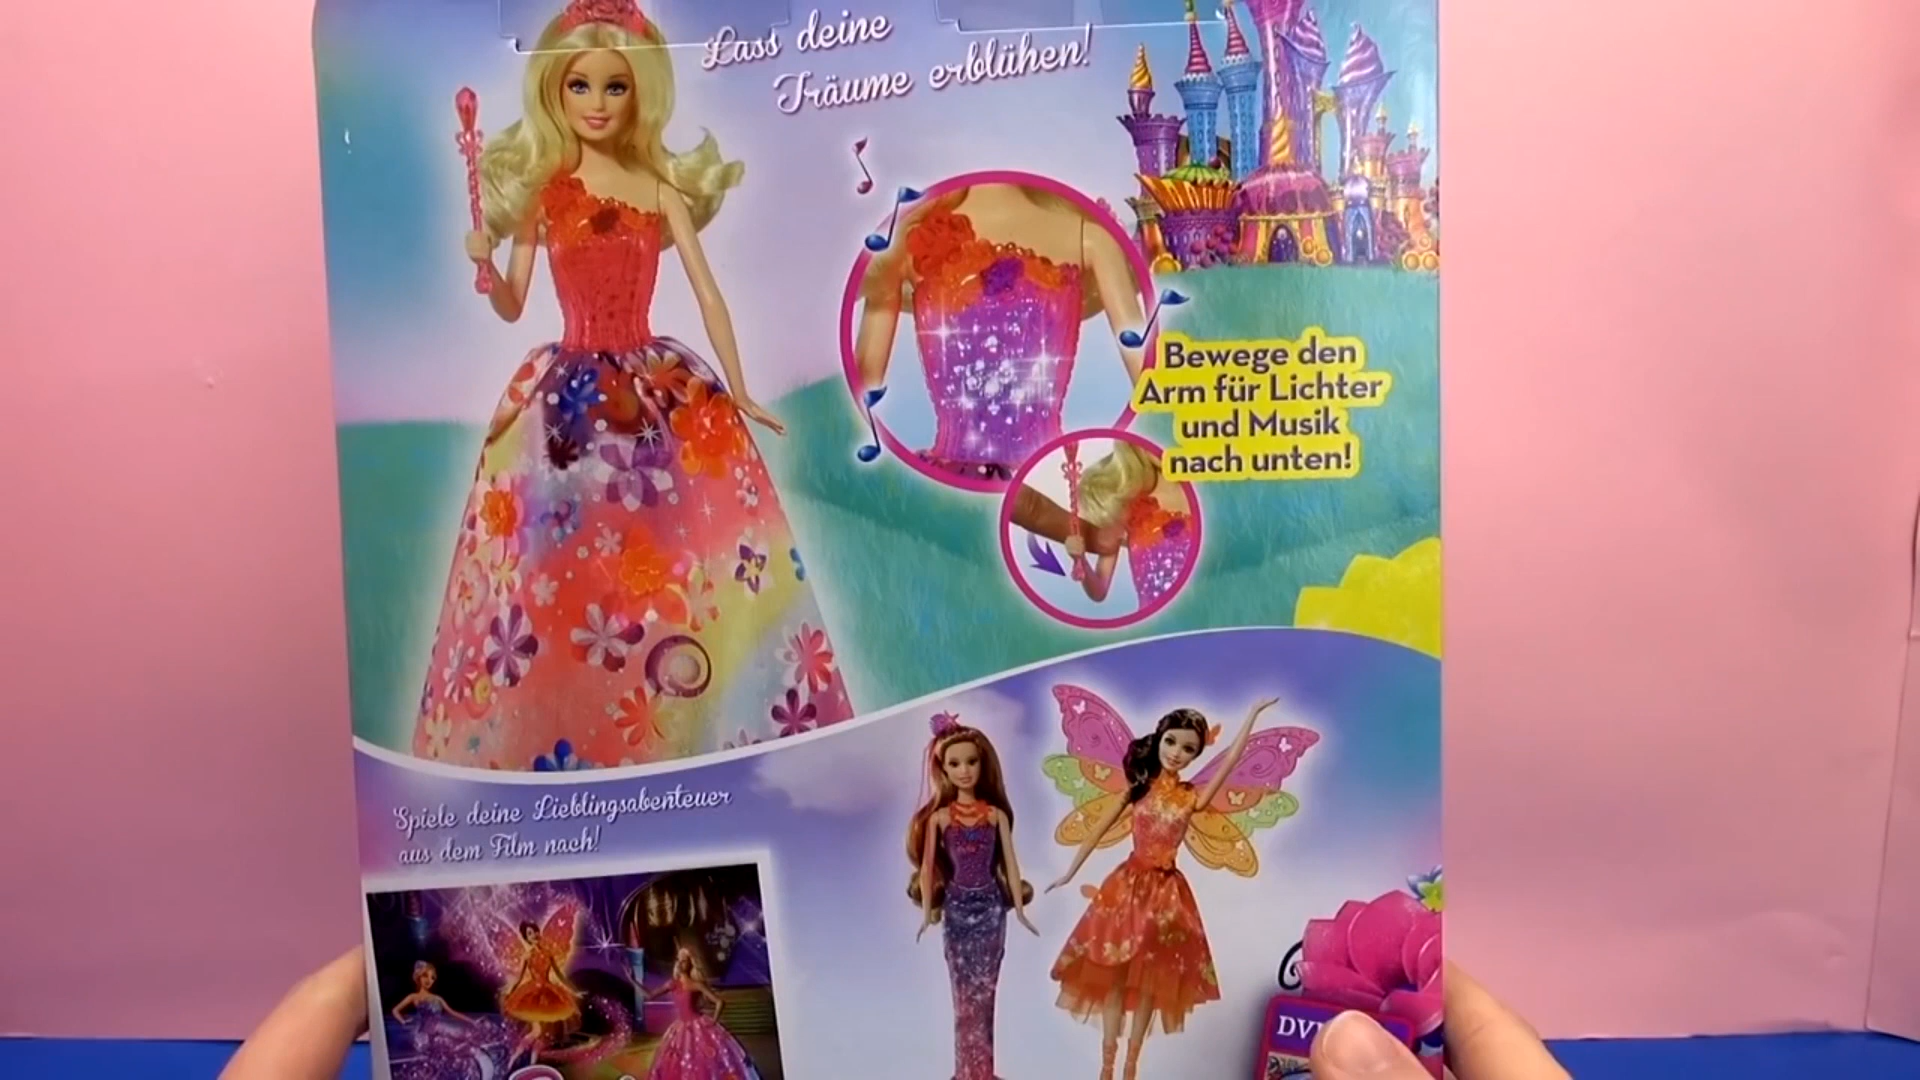 Lass deine
Träume erblühen!
Bewege den
Arm für Lichter
und Musik
nach unten!
Spiele deine Lieblingsabenteuer
aus dem Film nach!